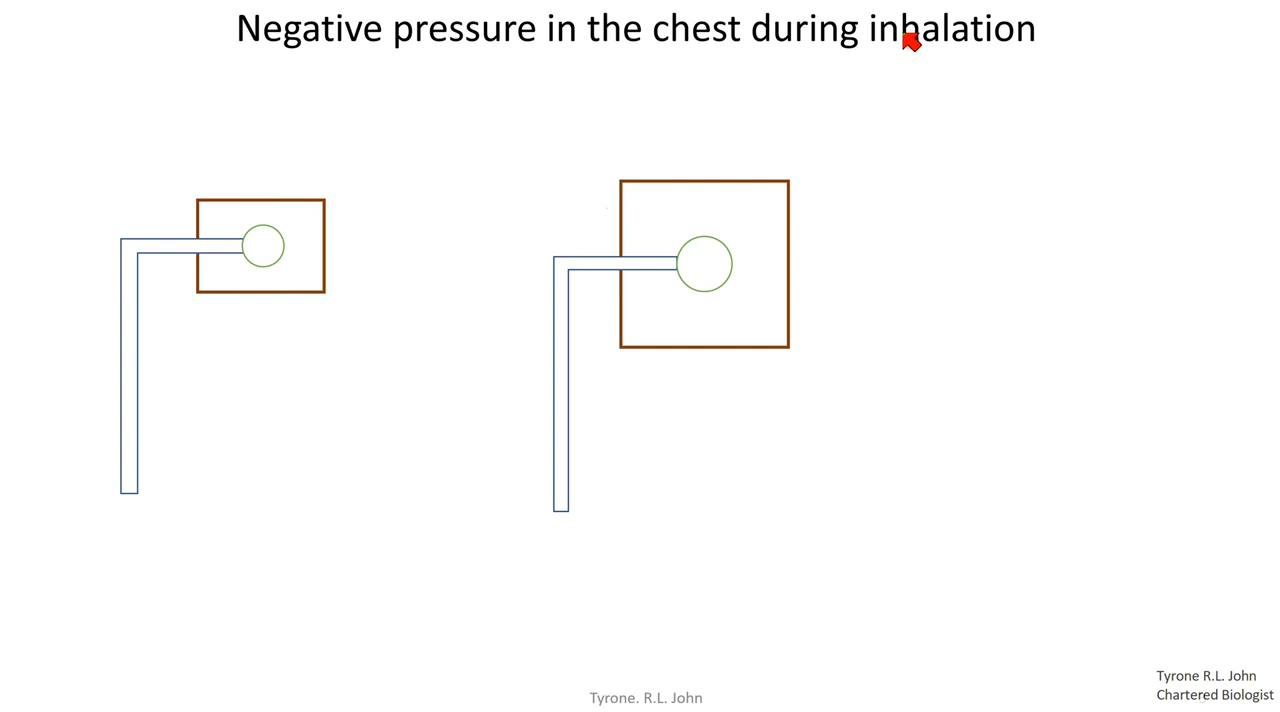 Negative pressure in the chest during inhalation
Tyrone R.L. John
Chartered Biologist
Tyrone. R.L. John